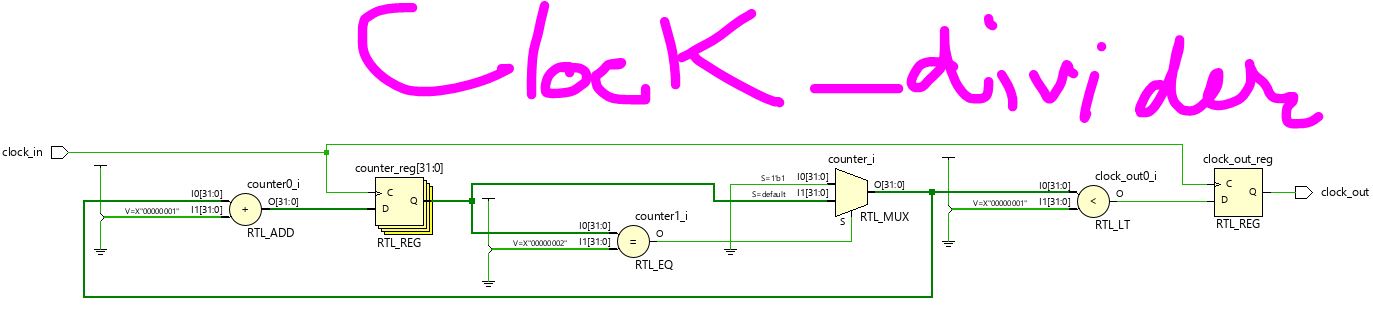 ClocK_divider
clock_in
counter0_i
I0[31:0]
I1[31:0]
V=X"00000001"
+
O[31:0]
RTL_ADD
counter_reg[31:0]
C
D
Q
RTL_REG
counter1_i
I0[31:0]
V=X"00000002"
I1[31:0]
=
O
RTL_EQ
counter_i
S=1'b1
I0[31:0]
S=default
I1[31:0]
S
O[31:0]
RTL_MUX
clock_out0_i
I0[31:0]
V=X"00000001"
I1[31:0]
<
O
RTL_LT
clock_out_reg
C
D
Q
RTL_REG
clock_out